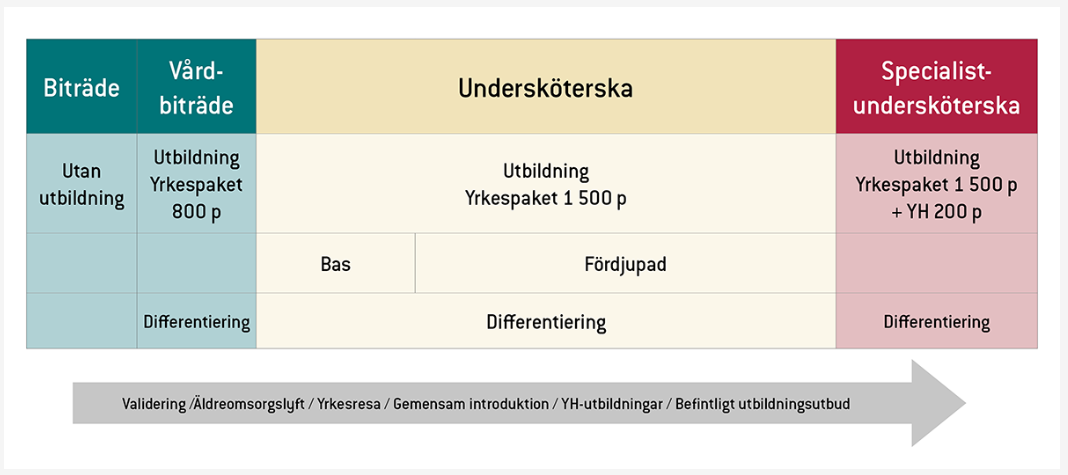 Biträde
Vård-
biträde
Undersköterska
Specialist-
undersköterska
Utan
utbildning
Utbildning
Yrkespaket
800 p
Utbildning
Yrkespaket 1 500 p
Utbildning
Yrkespaket 1 500 p
+ YH 200 p
Bas
Fördjupad
Differentiering
Differentiering
Differentiering
Validering /Äldreomsorgslyft / Yrkesresa / Gemensam introduktion / YH-utbildningar / Befintligt utbildningsutbud